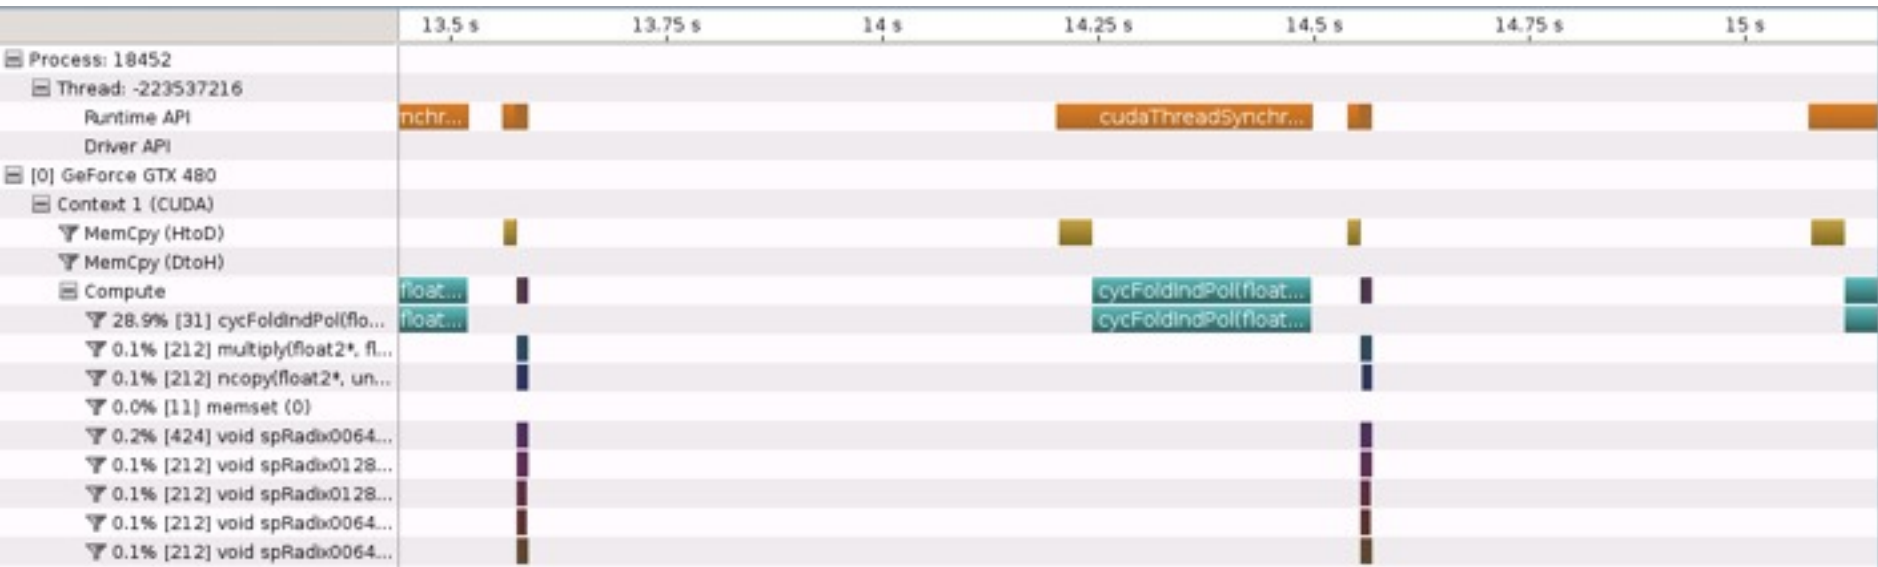 13.5 s 13.75 s 14 s 14.25 s 14.5 s 14.75 s 15 s
Process: 18452
Thread: -223537216
Runtime API nchr... cudaThreadSynchr...
Driver API
[0] GeForce GTX 480
Context 1 (CUDA)
MemCpy (HtoD)
MemCpy (DtoH)
Compute float... cycFoldIndPol(float...
28.9% [31] cycFoldIndPol(flo... float... cycFoldIndPol(float...
0.1% [212] multiply(float2*, fl...
0.1% [212] ncopy(float2*, un...
0.0% [11] memset (0)
0.2% [424] void spRadix0064...
0.1% [212] void spRadix0128...
0.1% [212] void spRadix0128...
0.1% [212] void spRadix0064...
0.1% [212] void spRadix0064...